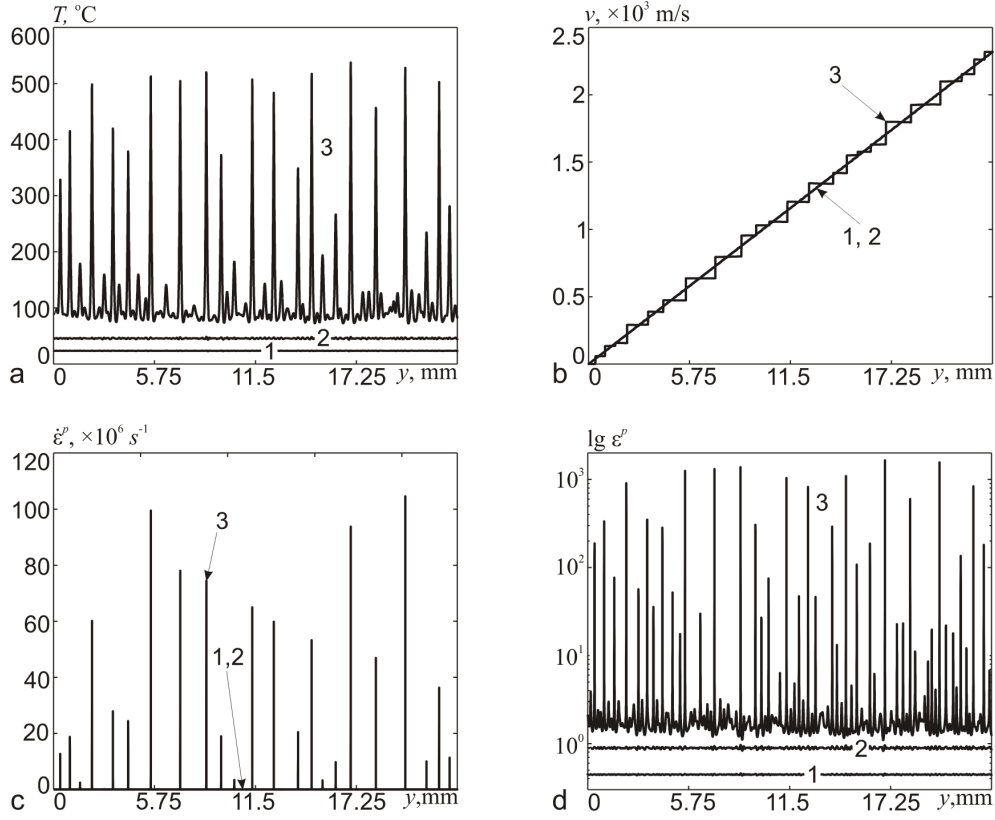 T, °C
600
500
400
300
200
100
0
3
2
1
a
0 5.75 11.5 17.25 y, mm
v, ×10³ m/s
2.5
2
1.5
1
0.5
0
3
1, 2
b
0 5.75 11.5 17.25 y, mm
ε̇ᵖ, ×10⁶ s⁻¹
120
100
80
60
40
20
0
3
1,2
c
0 5.75 11.5 17.25 y,mm
lg εᵖ
10³
10²
10¹
10⁰
3
2
1
d
0 5.75 11.5 17.25 y,mm